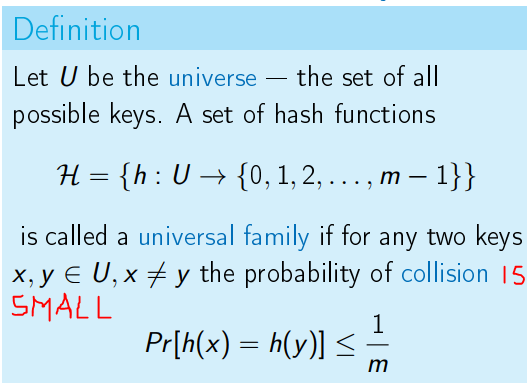 Definition
Let U be the universe — the set of all
possible keys. A set of hash functions
ℋ = {h : U → {0, 1, 2, . . . , m − 1}}
is called a universal family if for any two keys
x, y ∈ U, x ≠ y the probability of collision IS
SMALL
Pr[h(x) = h(y)] ≤ 1/m